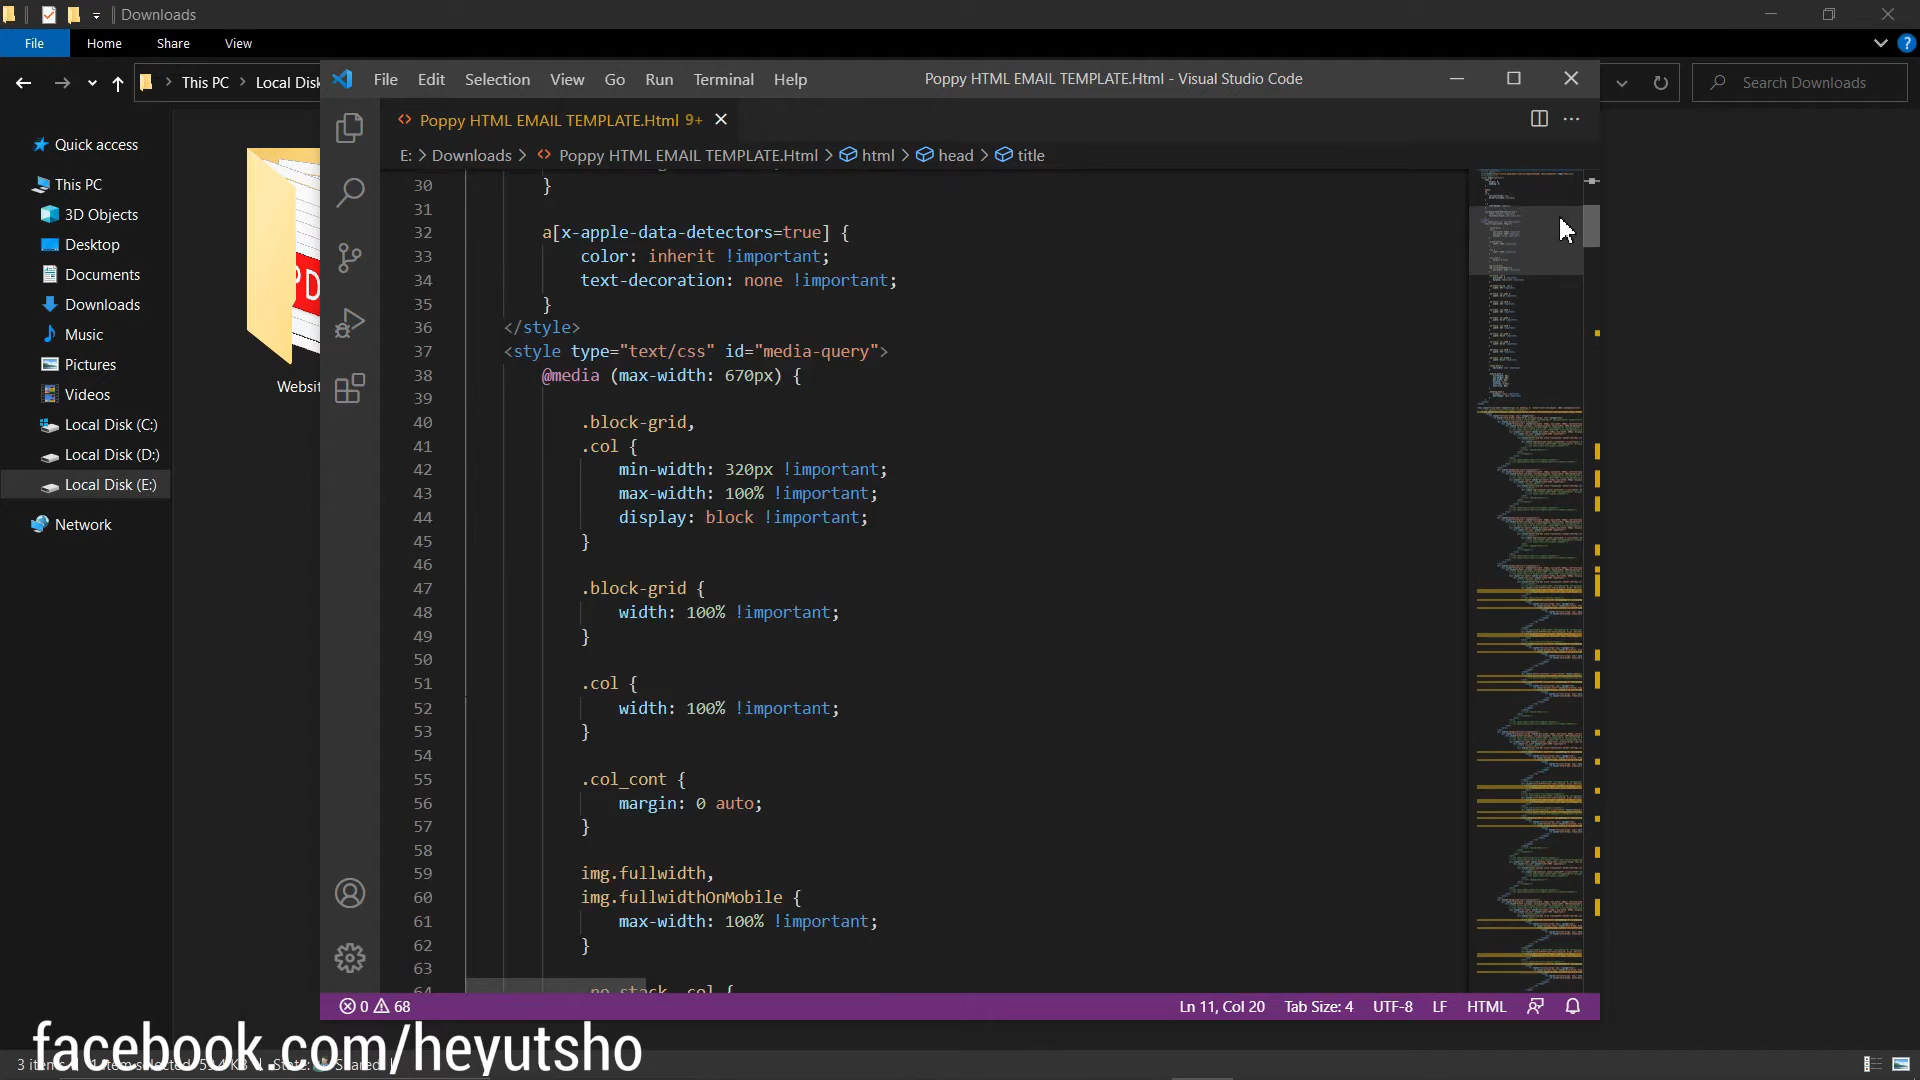 Downloads
File Home Share View
This PC Local Disk
Search Downloads
Quick access
This PC
3D Objects
Desktop
Documents
Downloads
Music
Pictures
Videos
Local Disk (C:)
Local Disk (D:)
Local Disk (E:)
Network
Websit
File Edit Selection View Go Run Terminal Help
Poppy HTML EMAIL TEMPLATE.Html - Visual Studio Code
Poppy HTML EMAIL TEMPLATE.Html 9+
E: > Downloads > Poppy HTML EMAIL TEMPLATE.Html > html > head > title
30 }
31
32 a[x-apple-data-detectors=true] {
33 color: inherit !important;
34 text-decoration: none !important;
35 }
36 </style>
37 <style type="text/css" id="media-query">
38 @media (max-width: 670px) {
39
40 .block-grid,
41 .col {
42 min-width: 320px !important;
43 max-width: 100% !important;
44 display: block !important;
45 }
46
47 .block-grid {
48 width: 100% !important;
49 }
50
51 .col {
52 width: 100% !important;
53 }
54
55 .col_cont {
56 margin: 0 auto;
57 }
58
59 img.fullwidth,
60 img.fullwidthOnMobile {
61 max-width: 100% !important;
62 }
63
64 .no-stack .col {
0 68
Ln 11, Col 20 Tab Size: 4 UTF-8 LF HTML
facebook.com/heyutsho